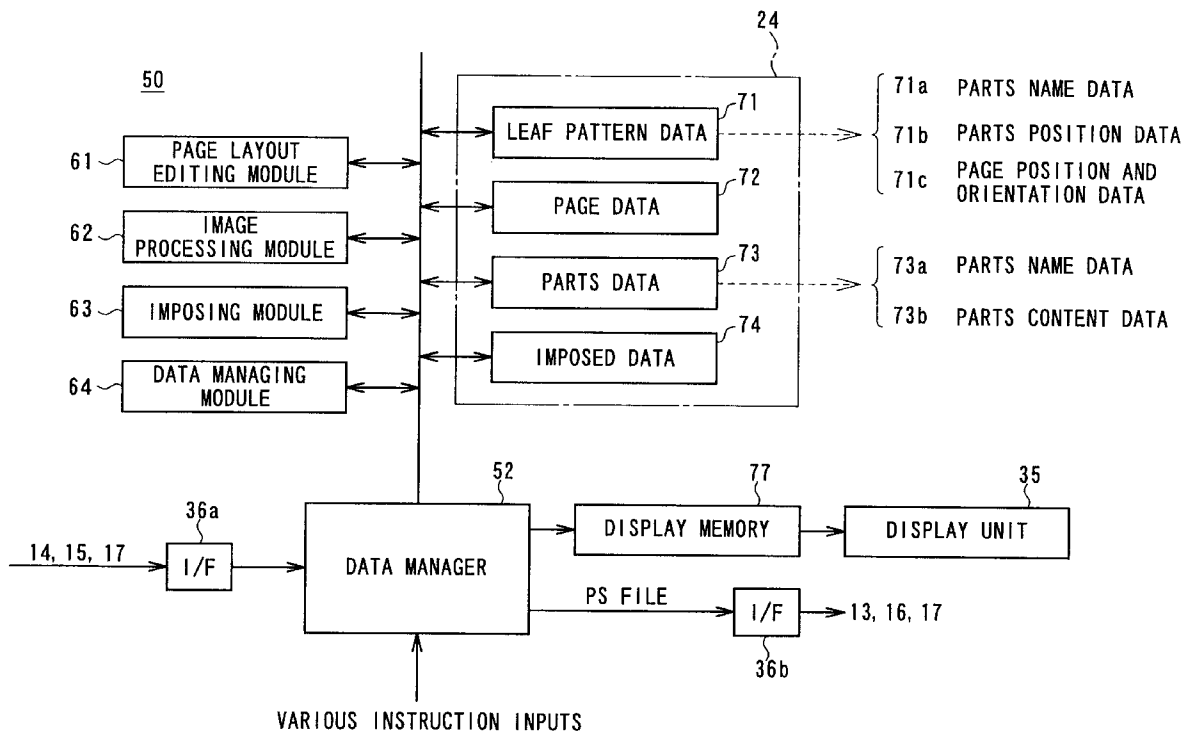 24
50
71
LEAF PATTERN DATA
71a PARTS NAME DATA
71b PARTS POSITION DATA
71c PAGE POSITION AND
ORIENTATION DATA
61
PAGE LAYOUT
EDITING MODULE
72
PAGE DATA
62
IMAGE
PROCESSING MODULE
73
PARTS DATA
73a PARTS NAME DATA
73b PARTS CONTENT DATA
63
IMPOSING MODULE
74
IMPOSED DATA
64
DATA MANAGING
MODULE
52
77
35
36a
14, 15, 17
I/F
DATA MANAGER
DISPLAY MEMORY
DISPLAY UNIT
PS FILE
I/F
13, 16, 17
36b
VARIOUS INSTRUCTION INPUTS